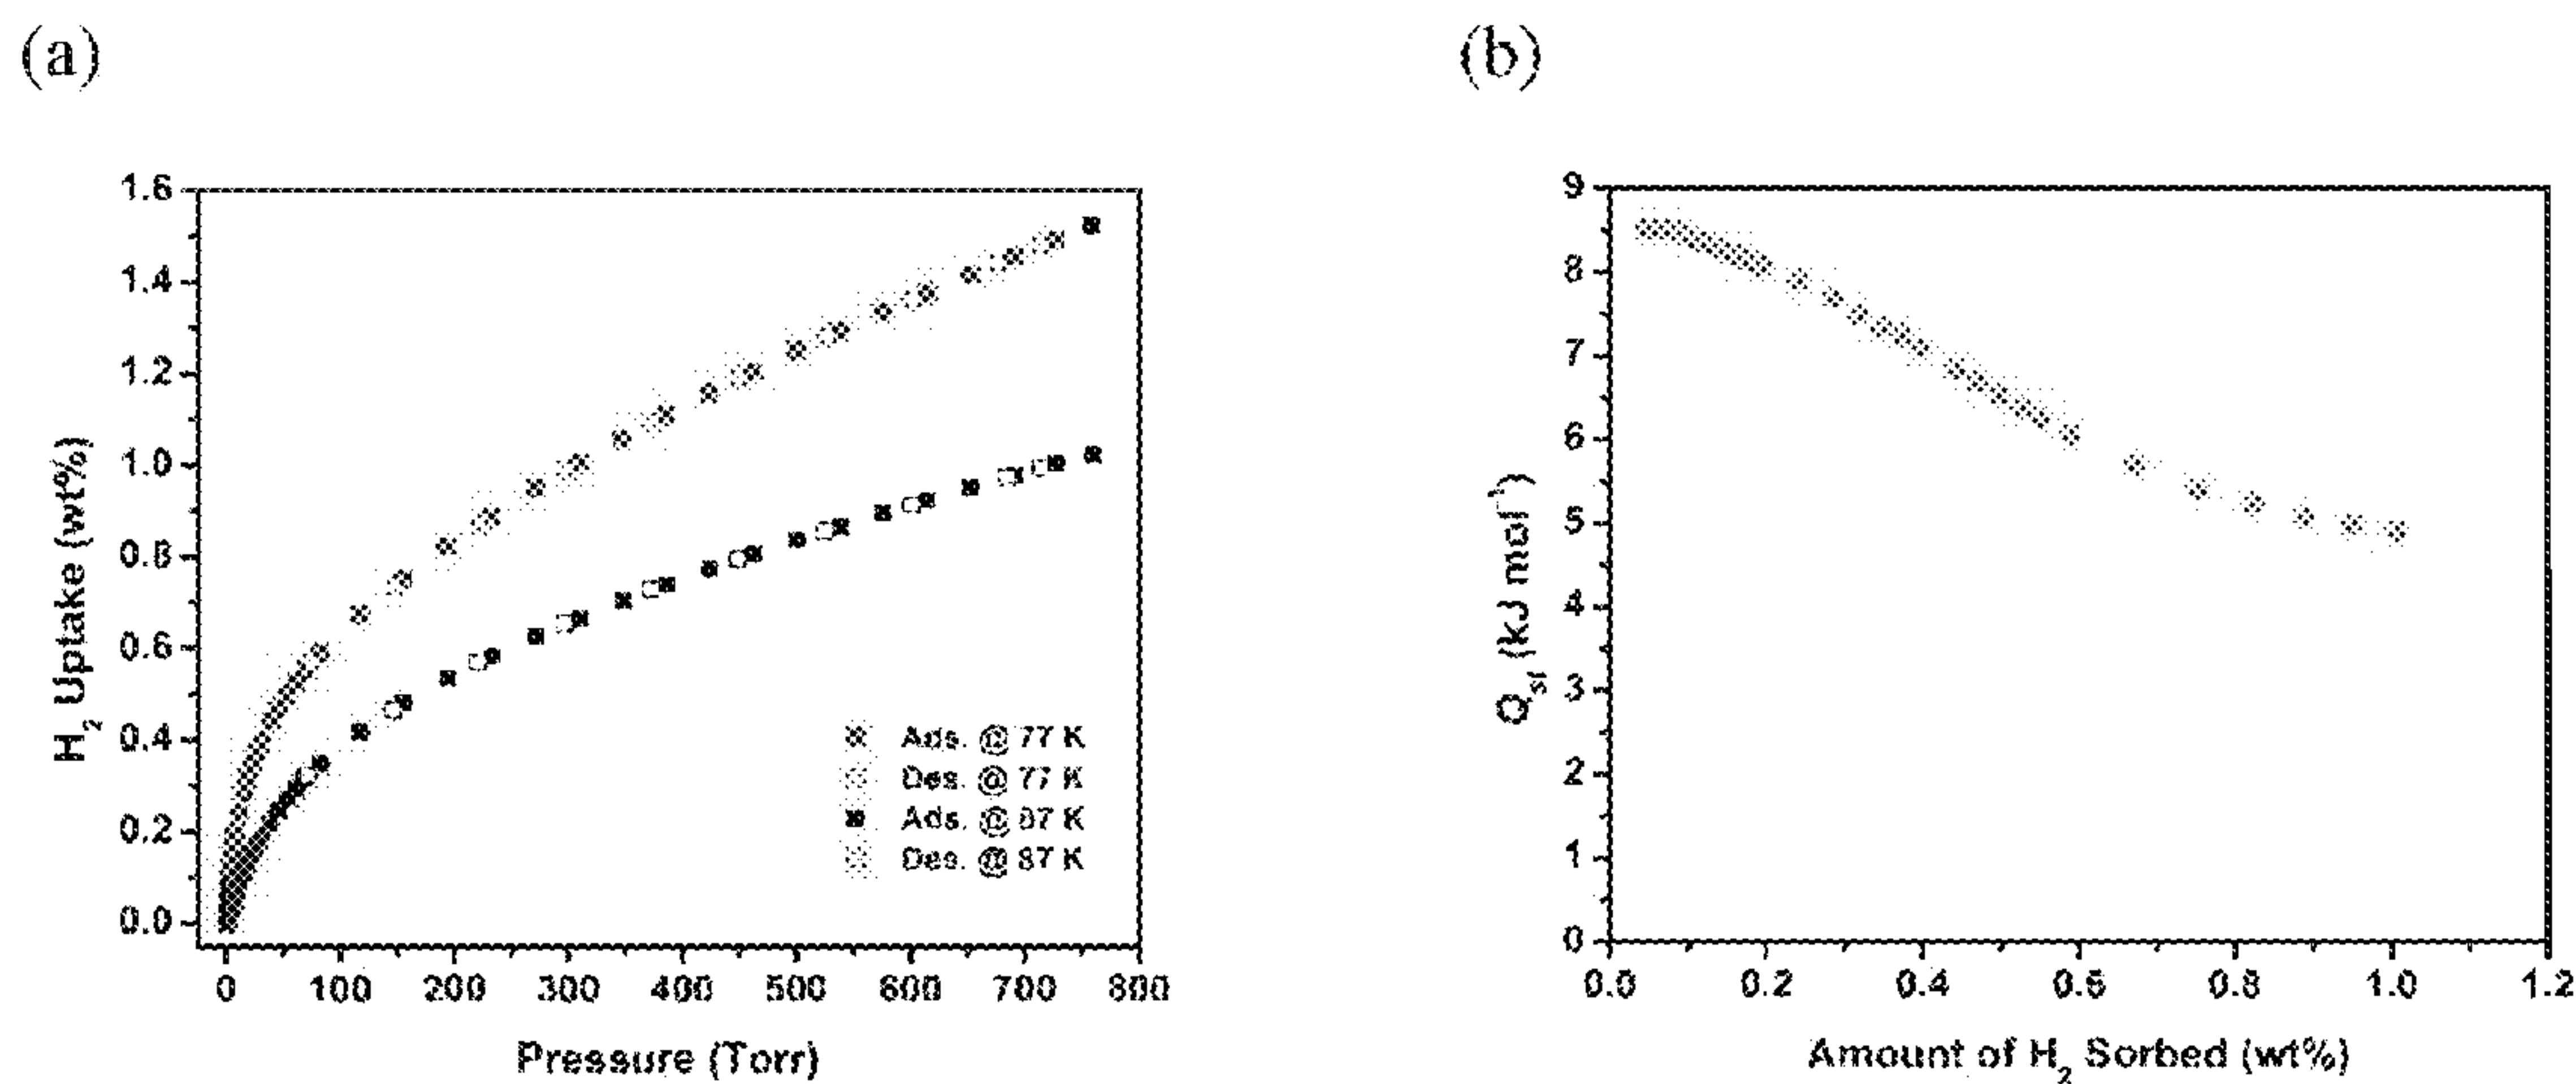 (a)
(b)
1.6
1.4
1.2
1.0
0.8
0.6
0.4
0.2
0.0
H2 Uptake (wt%)
0 100 200 300 400 500 600 700 800
Pressure (Torr)
Ads. @ 77 K
Des. @ 77 K
Ads. @ 87 K
Des. @ 87 K
9
8
7
6
5
4
3
2
1
0
Qst (kJ mol-1)
0.0 0.2 0.4 0.6 0.8 1.0 1.2
Amount of H2 Sorbed (wt%)